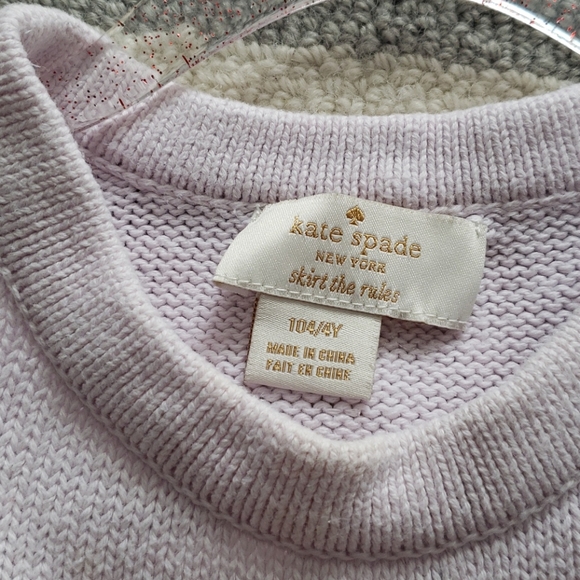 kate spade
NEW YORK
skirt the rules
104/4Y
MADE IN CHINA
FAIT EN CHINE